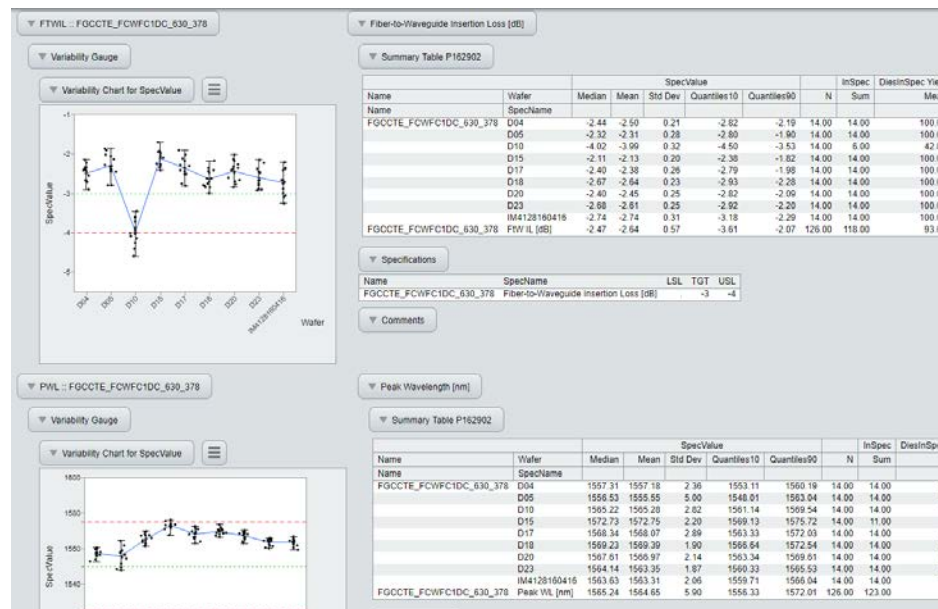 FTWIL :: FGCCTE_FCWFC1DC_630_378
Variability Gauge
Variability Chart for SpecValue
-1
-2
-3
-4
-5
SpecValue
D04 D05 D10 D15 D17 D18 D20 D23 IM4128160416
Wafer
Fiber-to-Waveguide Insertion Loss [dB]
Summary Table P162902
SpecValue InSpec DiesInSpec Yie
Name Wafer Median Mean Std Dev Quantiles10 Quantiles90 N Sum Mea
Name SpecName
FGCCTE_FCWFC1DC_630_378 D04 -2.44 -2.50 0.21 -2.82 -2.19 14.00 14.00 100.0
D05 -2.32 -2.31 0.28 -2.80 -1.90 14.00 14.00 100.0
D10 -4.02 -3.99 0.32 -4.50 -3.53 14.00 6.00 42.8
D15 -2.11 -2.13 0.20 -2.38 -1.82 14.00 14.00 100.0
D17 -2.40 -2.38 0.26 -2.79 -1.98 14.00 14.00 100.0
D18 -2.67 -2.64 0.23 -2.93 -2.28 14.00 14.00 100.0
D20 -2.40 -2.45 0.25 -2.82 -2.09 14.00 14.00 100.0
D23 -2.68 -2.61 0.25 -2.92 -2.20 14.00 14.00 100.0
IM4128160416 -2.74 -2.74 0.31 -3.18 -2.29 14.00 14.00 100.0
FGCCTE_FCWFC1DC_630_378 FtW IL [dB] -2.47 -2.64 0.57 -3.61 -2.07 126.00 118.00 93.6
Specifications
Name SpecName LSL TGT USL
FGCCTE_FCWFC1DC_630_378 Fiber-to-Waveguide Insertion Loss [dB] . -3 -4
Comments
PWL :: FGCCTE_FCWFC1DC_630_378
Variability Gauge
Variability Chart for SpecValue
1600
1580
1560
1540
SpecValue
Peak Wavelength [nm]
Summary Table P162902
SpecValue InSpec DiesInSpe
Name Wafer Median Mean Std Dev Quantiles10 Quantiles90 N Sum
Name SpecName
FGCCTE_FCWFC1DC_630_378 D04 1557.31 1557.18 2.36 1553.11 1560.19 14.00 14.00
D05 1556.53 1555.55 5.00 1548.01 1563.04 14.00 14.00
D10 1565.22 1565.28 2.82 1561.14 1569.54 14.00 14.00
D15 1572.73 1572.75 2.20 1569.13 1575.72 14.00 11.00
D17 1568.34 1568.07 2.89 1563.33 1572.03 14.00 14.00
D18 1569.23 1569.39 1.90 1566.64 1572.54 14.00 14.00
D20 1567.61 1566.97 2.14 1563.34 1569.61 14.00 14.00
D23 1564.14 1563.35 1.87 1560.33 1565.53 14.00 14.00
IM4128160416 1563.63 1563.31 2.06 1559.71 1566.04 14.00 14.00
FGCCTE_FCWFC1DC_630_378 Peak WL [nm] 1565.24 1564.65 5.90 1556.33 1572.01 126.00 123.00